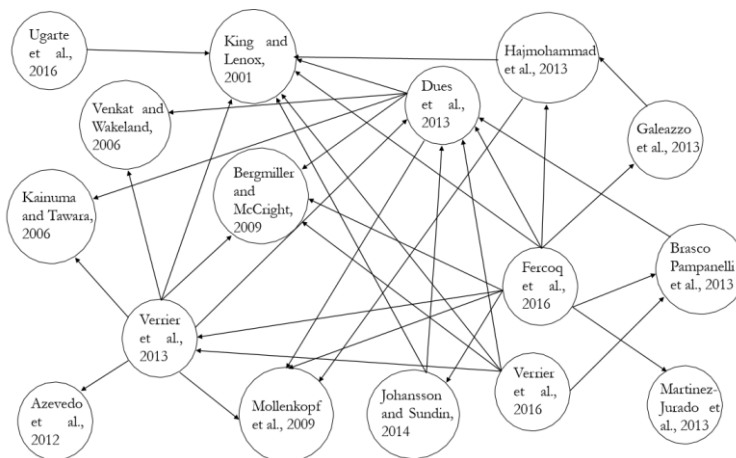 Ugarte
et al.,
2016
King and
Lenox,
2001
Hajmohammad
et al., 2013
Dues
et al.,
2013
Venkat and
Wakeland,
2006
Galeazzo
et al., 2013
Bergmiller
and
McCright,
2009
Kainuma
and Tawara,
2006
Brasco
Pampanelli
et al., 2013
Fercoq
et al.,
2016
Verrier
et al.,
2013
Verrier
et al.,
2016
Azevedo
et al.,
2012
Mollenkopf
et al., 2009
Johansson
and Sundin,
2014
Martinez-
Jurado et al.,
2013